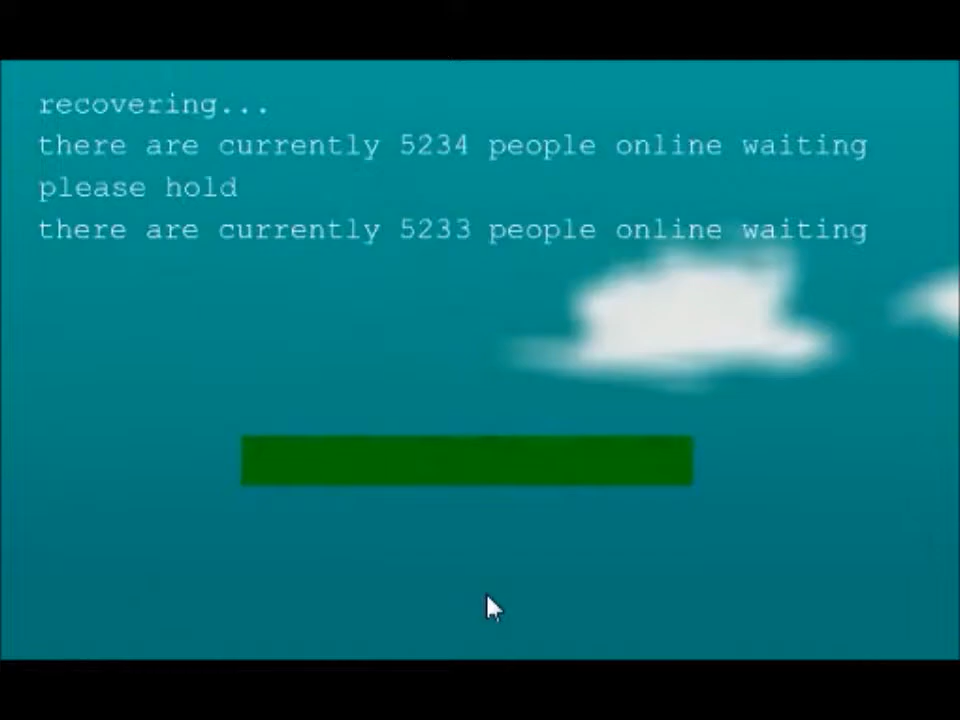 recovering...
there are currently 5234 people online waiting
please hold
there are currently 5233 people online waiting